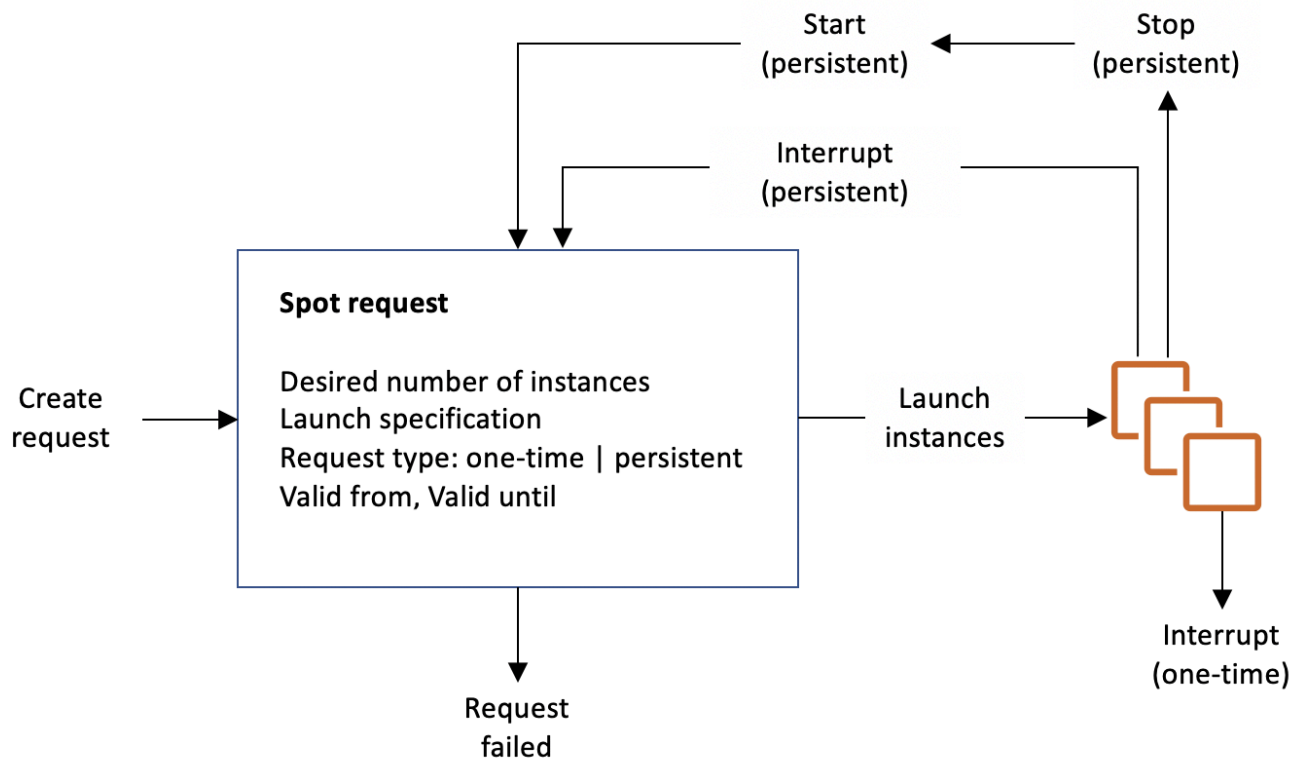 Start
(persistent)
Stop
(persistent)
Interrupt
(persistent)
Spot request
Desired number of instances
Launch specification
Request type: one-time | persistent
Valid from, Valid until
Create
request
Launch
instances
Interrupt
(one-time)
Request
failed